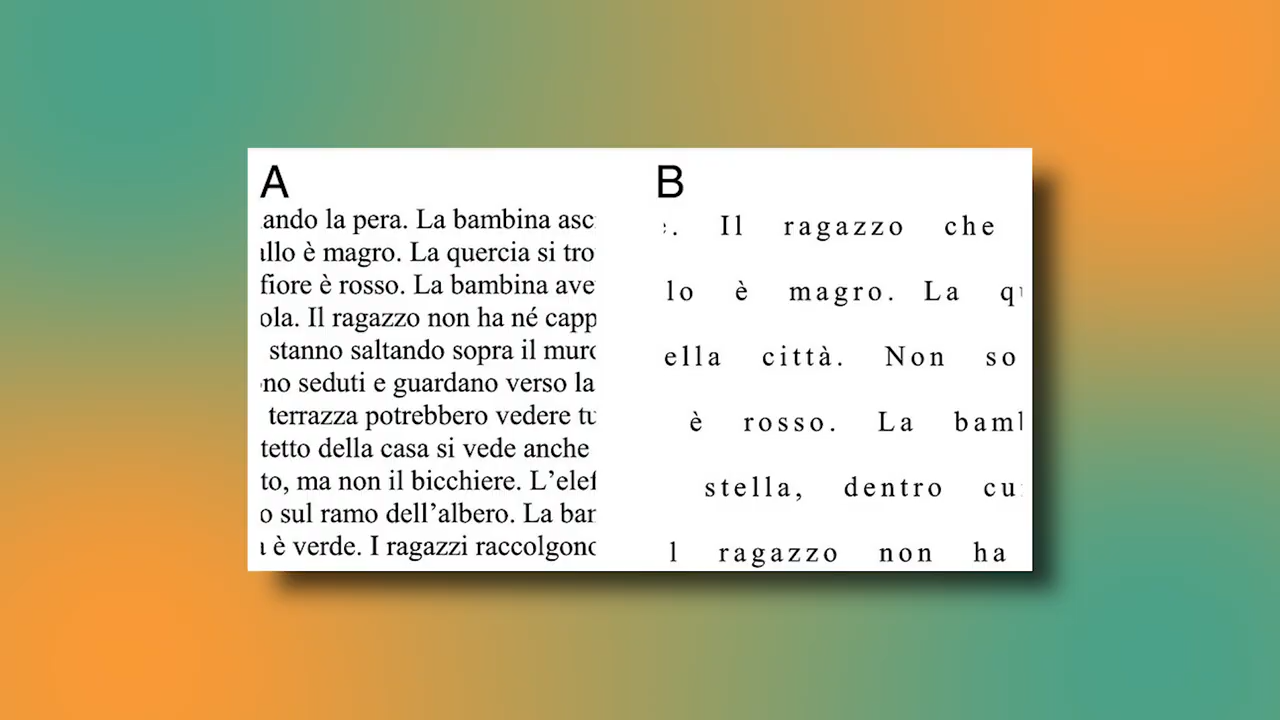 A
ando la pera. La bambina asc
llo è magro. La quercia si tro
fiore è rosso. La bambina ave
ola. Il ragazzo non ha né capp
stanno saltando sopra il muro
no seduti e guardano verso la
terrazza potrebbero vedere tu
tetto della casa si vede anche
to, ma non il bicchiere. L’elef
o sul ramo dell’albero. La bam
è verde. I ragazzi raccolgono
B
. Il ragazzo che
lo è magro. La qu
ella città. Non so
è rosso. La bamb
stella, dentro cu
l ragazzo non ha